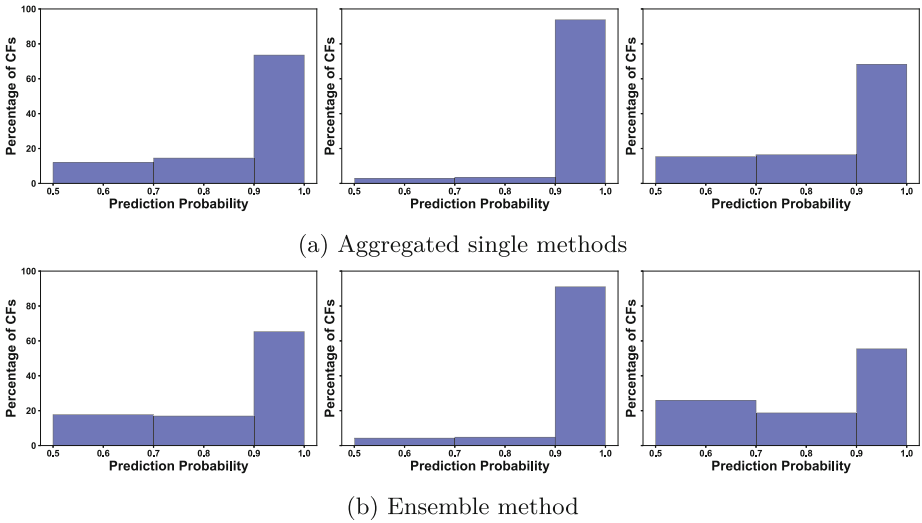 100
80
60
40
20
0
Percentage of CFs
0.5 0.6 0.7 0.8 0.9 1.0
Prediction Probability
Percentage of CFs
0.5 0.6 0.7 0.8 0.9 1.0
Prediction Probability
Percentage of CFs
0.5 0.6 0.7 0.8 0.9 1.0
Prediction Probability
(a) Aggregated single methods
100
80
60
40
20
0
Percentage of CFs
0.5 0.6 0.7 0.8 0.9 1.0
Prediction Probability
Percentage of CFs
0.5 0.6 0.7 0.8 0.9 1.0
Prediction Probability
Percentage of CFs
0.5 0.6 0.7 0.8 0.9 1.0
Prediction Probability
(b) Ensemble method